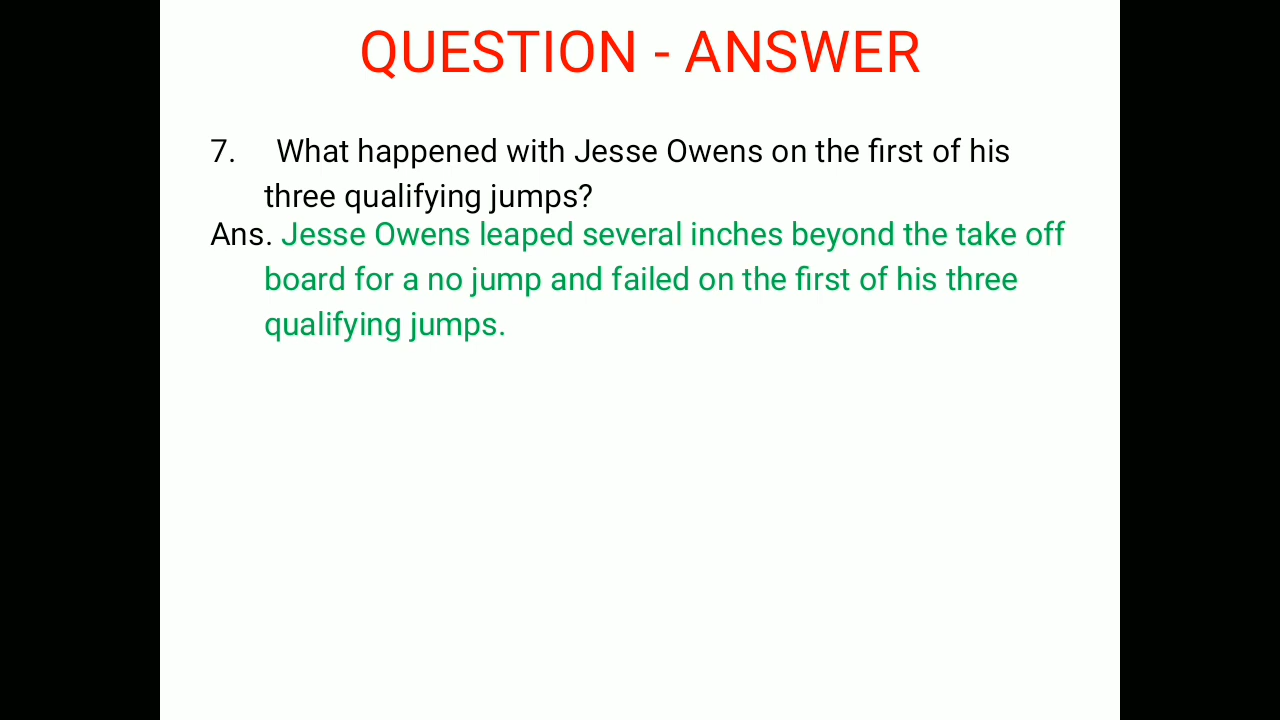 QUESTION - ANSWER
7. What happened with Jesse Owens on the first of his
three qualifying jumps?
Ans. Jesse Owens leaped several inches beyond the take off
board for a no jump and failed on the first of his three
qualifying jumps.